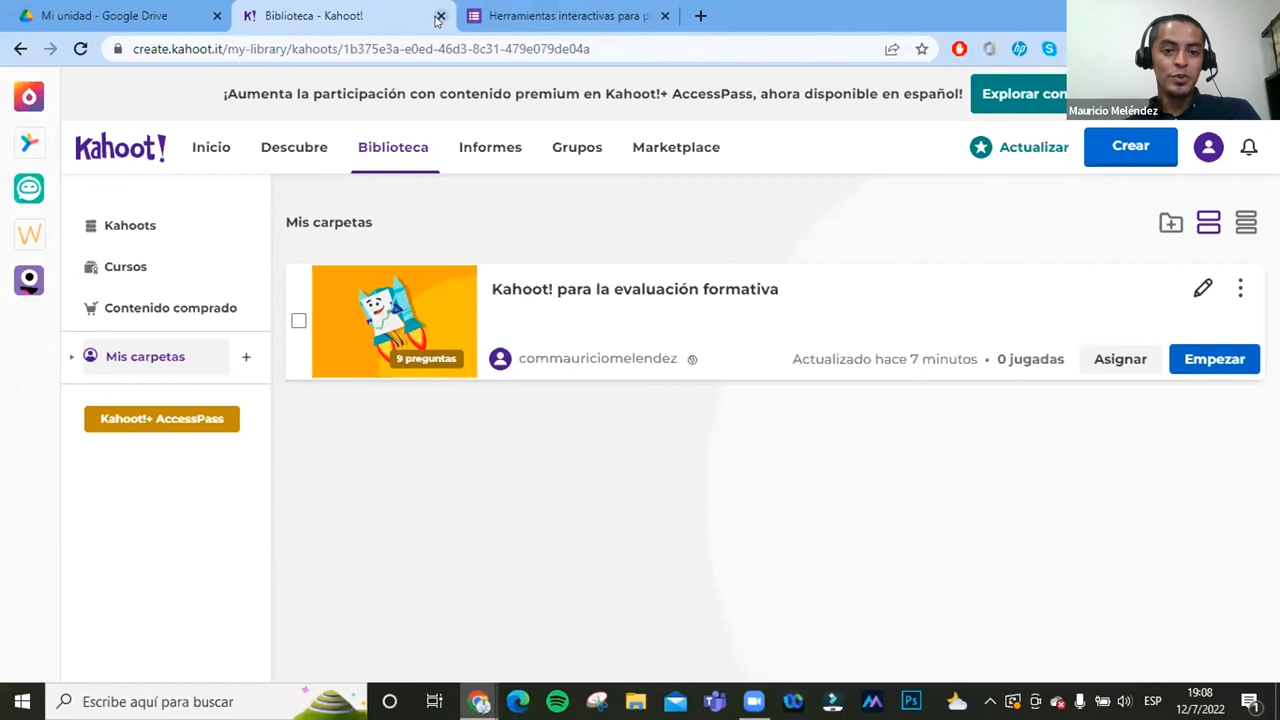 Mi unidad - Google Drive
Biblioteca - Kahoot!
Herramientas interactivas para p
create.kahoot.it/my-library/kahoots/1b375e3a-e0ed-46d3-8c31-479e079de04a
Mauricio Meléndez
¡Aumenta la participación con contenido premium en Kahoot!+ AccessPass, ahora disponible en español!
Explorar con
Kahoot!
Inicio
Descubre
Biblioteca
Informes
Grupos
Marketplace
Actualizar
Crear
Kahoots
Cursos
Contenido comprado
Mis carpetas
Kahoot!+ AccessPass
Mis carpetas
Kahoot! para la evaluación formativa
9 preguntas
commauriciomelendez
Actualizado hace 7 minutos • 0 jugadas
Asignar
Empezar
Escribe aquí para buscar
ESP
19:08
12/7/2022